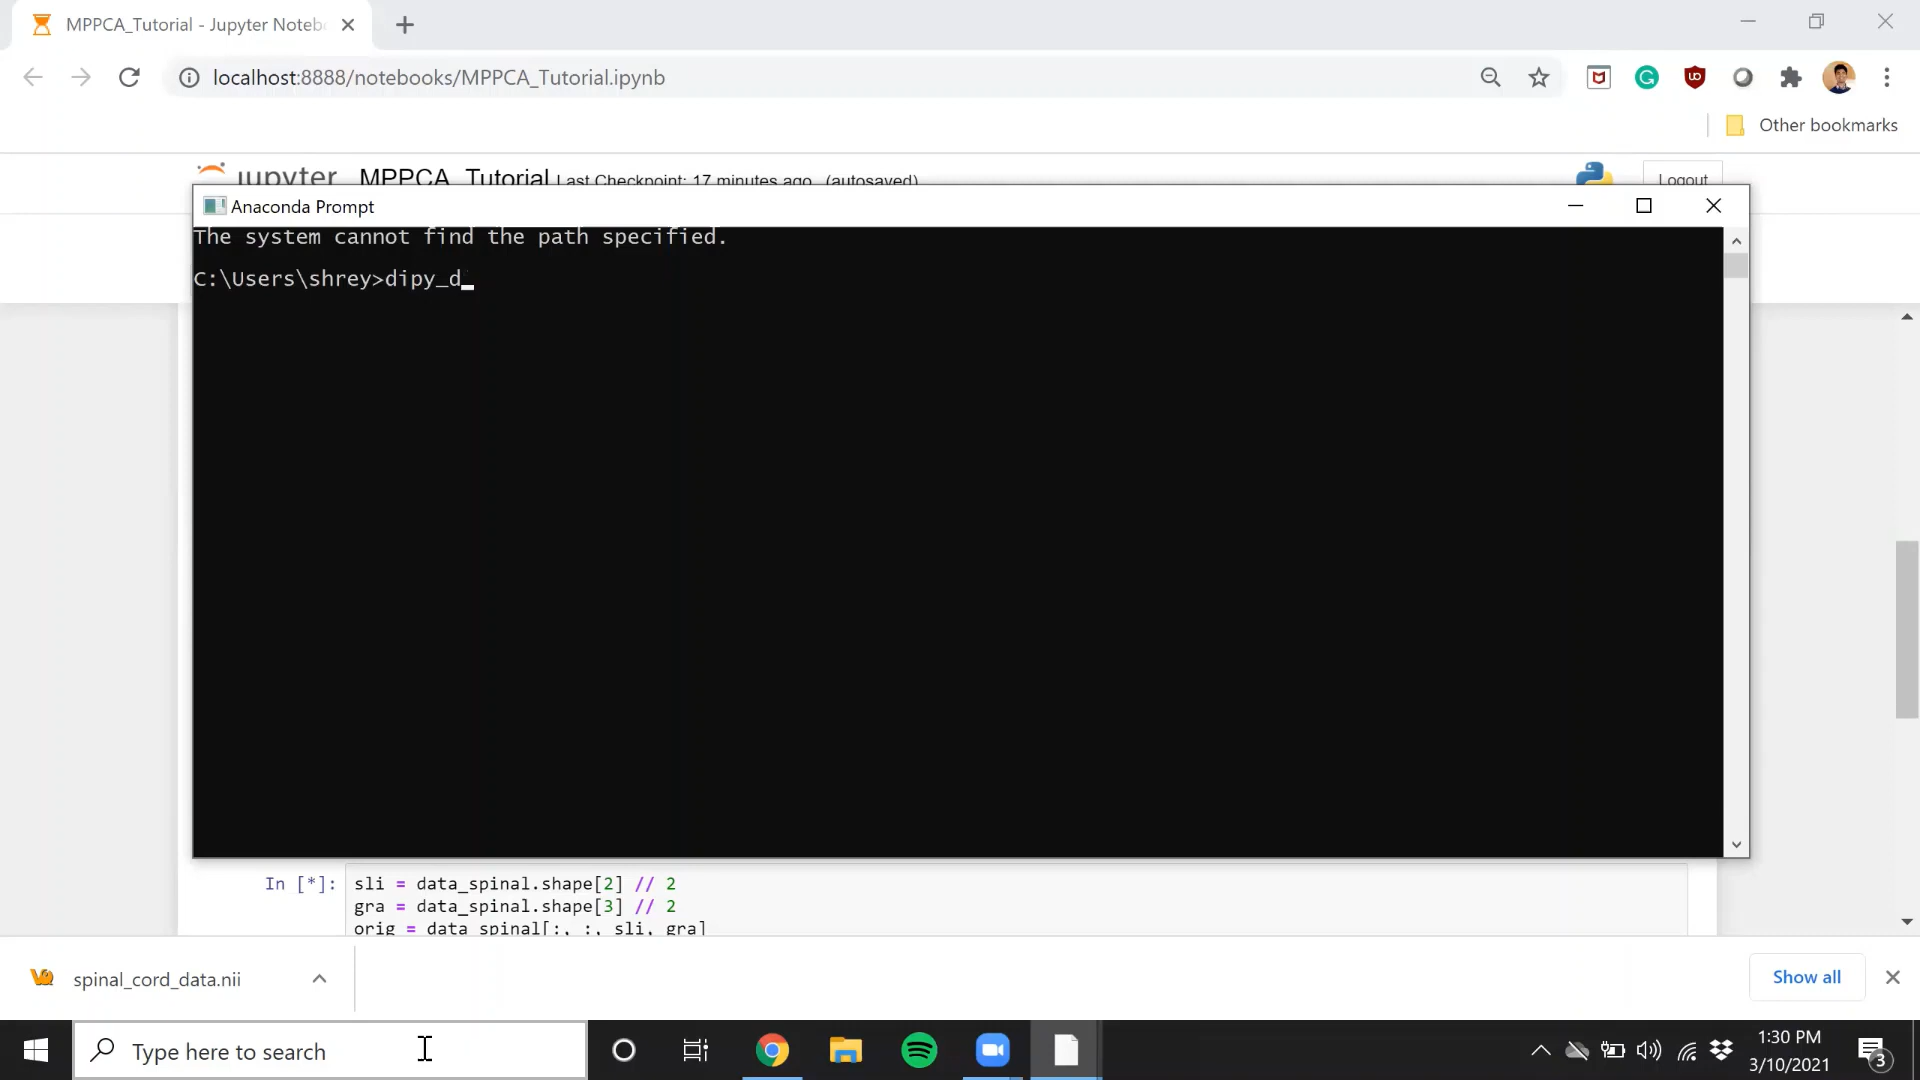 MPPCA_Tutorial - Jupyter Noteb
localhost:8888/notebooks/MPPCA_Tutorial.ipynb
Other bookmarks
jupyter MPPCA_Tutorial Last Checkpoint: 17 minutes ago (autosaved)
Logout
Anaconda Prompt
The system cannot find the path specified.
C:\Users\shrey>dipy_d_
In [*]: sli = data_spinal.shape[2] // 2
gra = data_spinal.shape[3] // 2
orig = data_spinal[:, :, sli, gra]
spinal_cord_data.nii
Show all
Type here to search
1:30 PM
3/10/2021
3